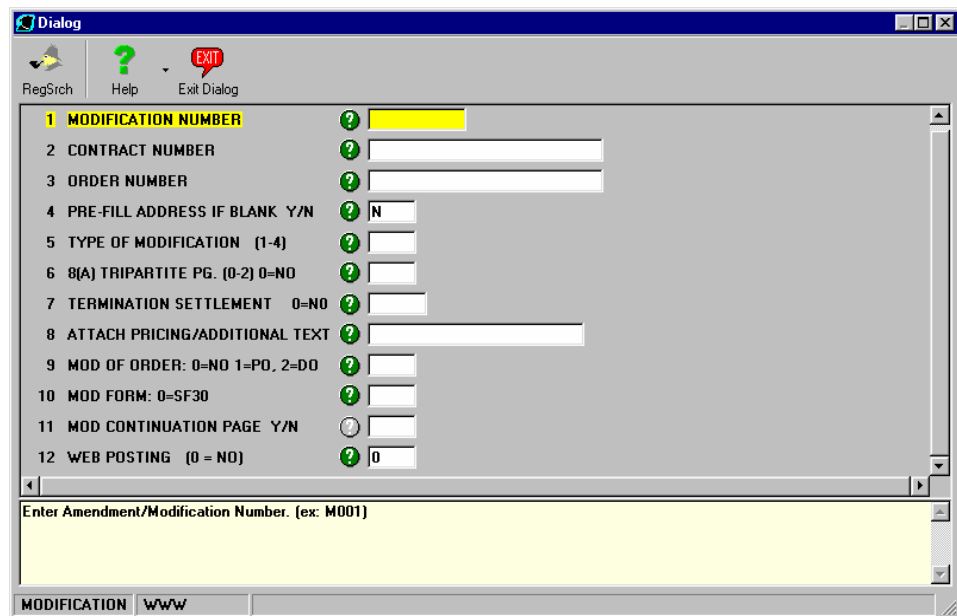 Dialog
EXIT
RegSrch Help Exit Dialog
1 MODIFICATION NUMBER
2 CONTRACT NUMBER
3 ORDER NUMBER
4 PRE-FILL ADDRESS IF BLANK Y/N N
5 TYPE OF MODIFICATION (1-4)
6 8(A) TRIPARTITE PG. (0-2) 0=NO
7 TERMINATION SETTLEMENT 0=NO
8 ATTACH PRICING/ADDITIONAL TEXT
9 MOD OF ORDER: 0=NO 1=PO, 2=DO
10 MOD FORM: 0=SF30
11 MOD CONTINUATION PAGE Y/N
12 WEB POSTING (0 = NO) 0
Enter Amendment/Modification Number. (ex: M001)
MODIFICATION WWW